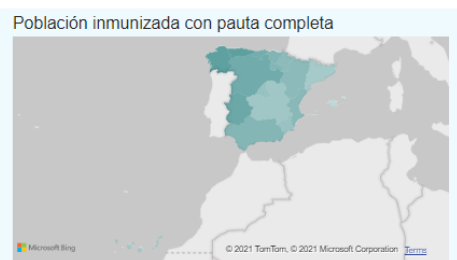 Población inmunizada con pauta completa
Microsoft Bing
© 2021 TomTom, © 2021 Microsoft Corporation Terms